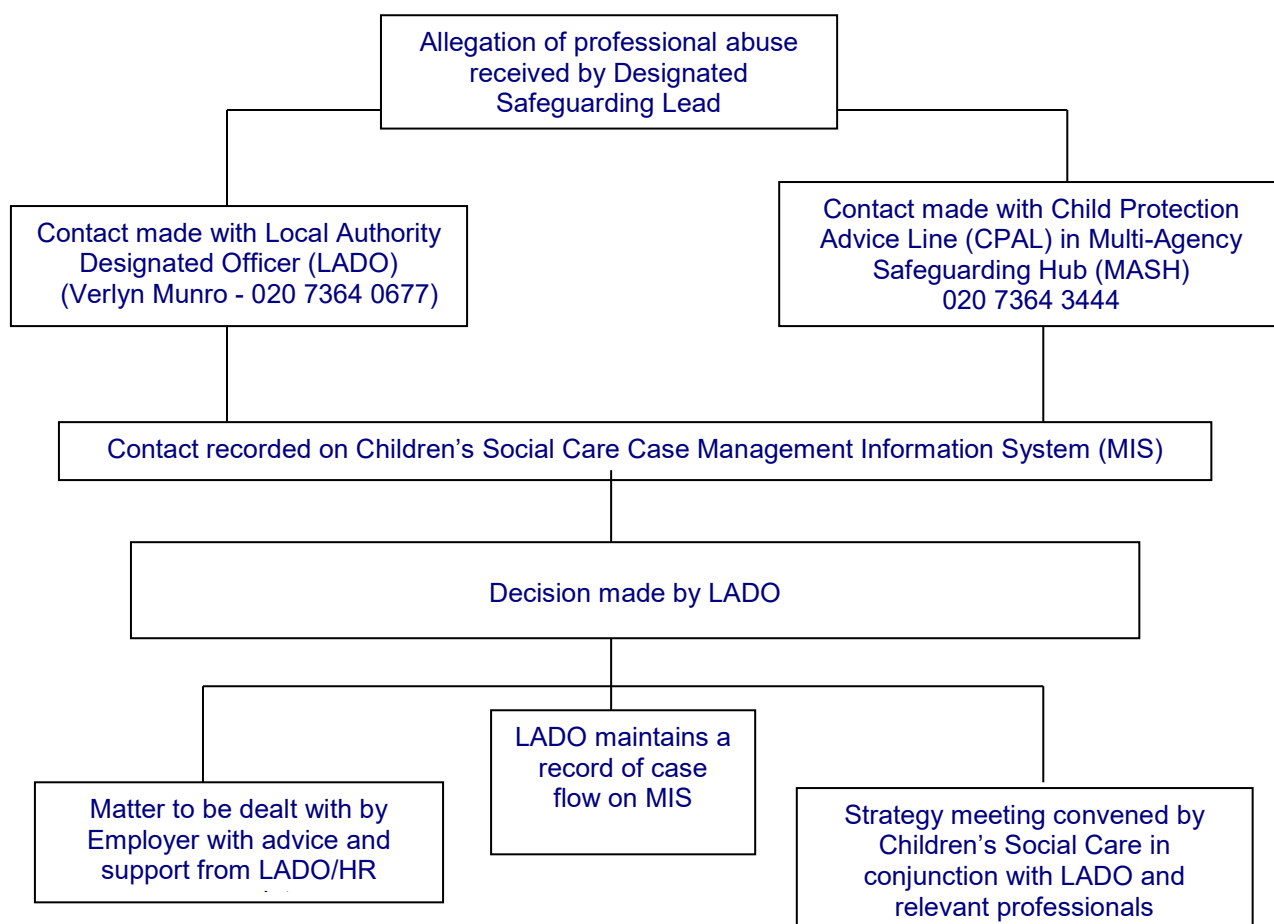 Allegation of professional abuse
received by Designated
Safeguarding Lead
Contact made with Local Authority
Designated Officer (LADO)
(Verlyn Munro - 020 7364 0677)
Contact made with Child Protection
Advice Line (CPAL) in Multi-Agency
Safeguarding Hub (MASH)
020 7364 3444
Contact recorded on Children’s Social Care Case Management Information System (MIS)
Decision made by LADO
Matter to be dealt with by
Employer with advice and
support from LADO/HR
LADO maintains a
record of case
flow on MIS
Strategy meeting convened by
Children’s Social Care in
conjunction with LADO and
relevant professionals